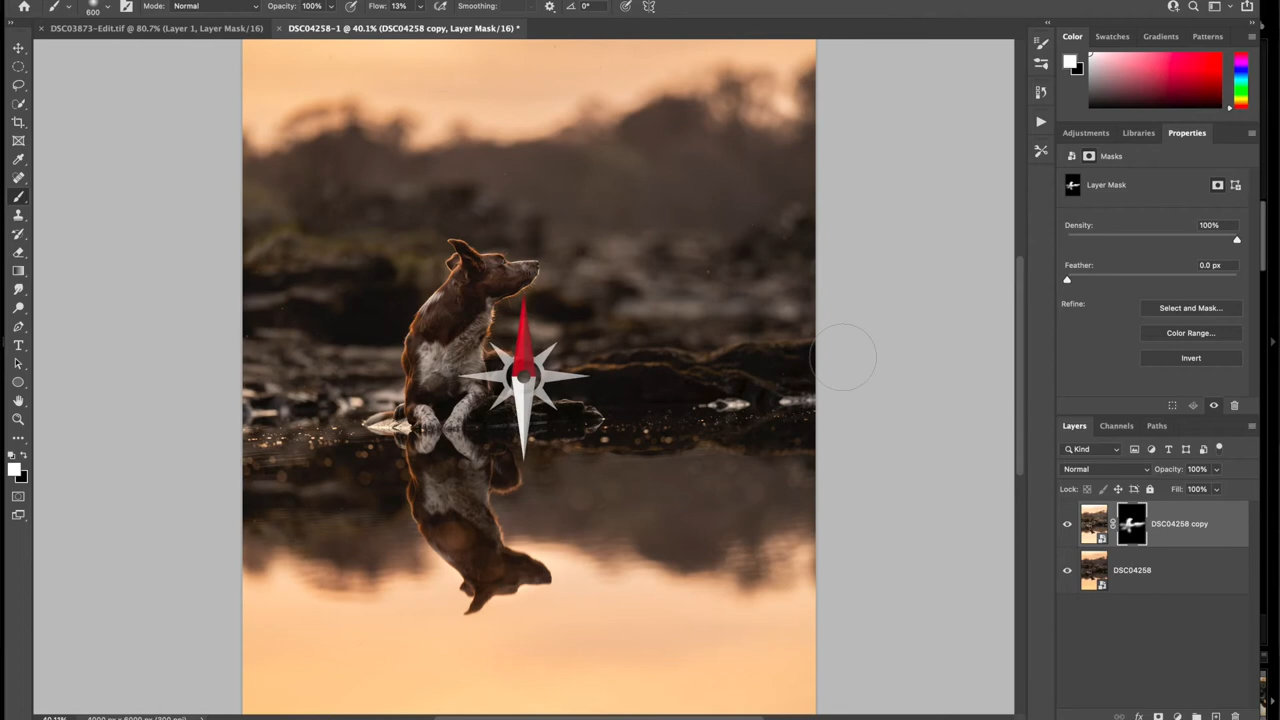 600 Mode: Normal Opacity: 100% Flow: 13% Smoothing: 0°
DSC03873-Edit.tif @ 80.7% (Layer 1, Layer Mask/16) * DSC04258-1 @ 40.1% (DSC04258 copy, Layer Mask/16) *
Color Swatches Gradients Patterns
Adjustments Libraries Properties
Masks
Layer Mask
Density: 100%
Feather: 0.0 px
Refine: Select and Mask...
Color Range...
Invert
Layers Channels Paths
Kind
Normal Opacity: 100%
Lock: Fill: 100%
DSC04258 copy
DSC04258
fx